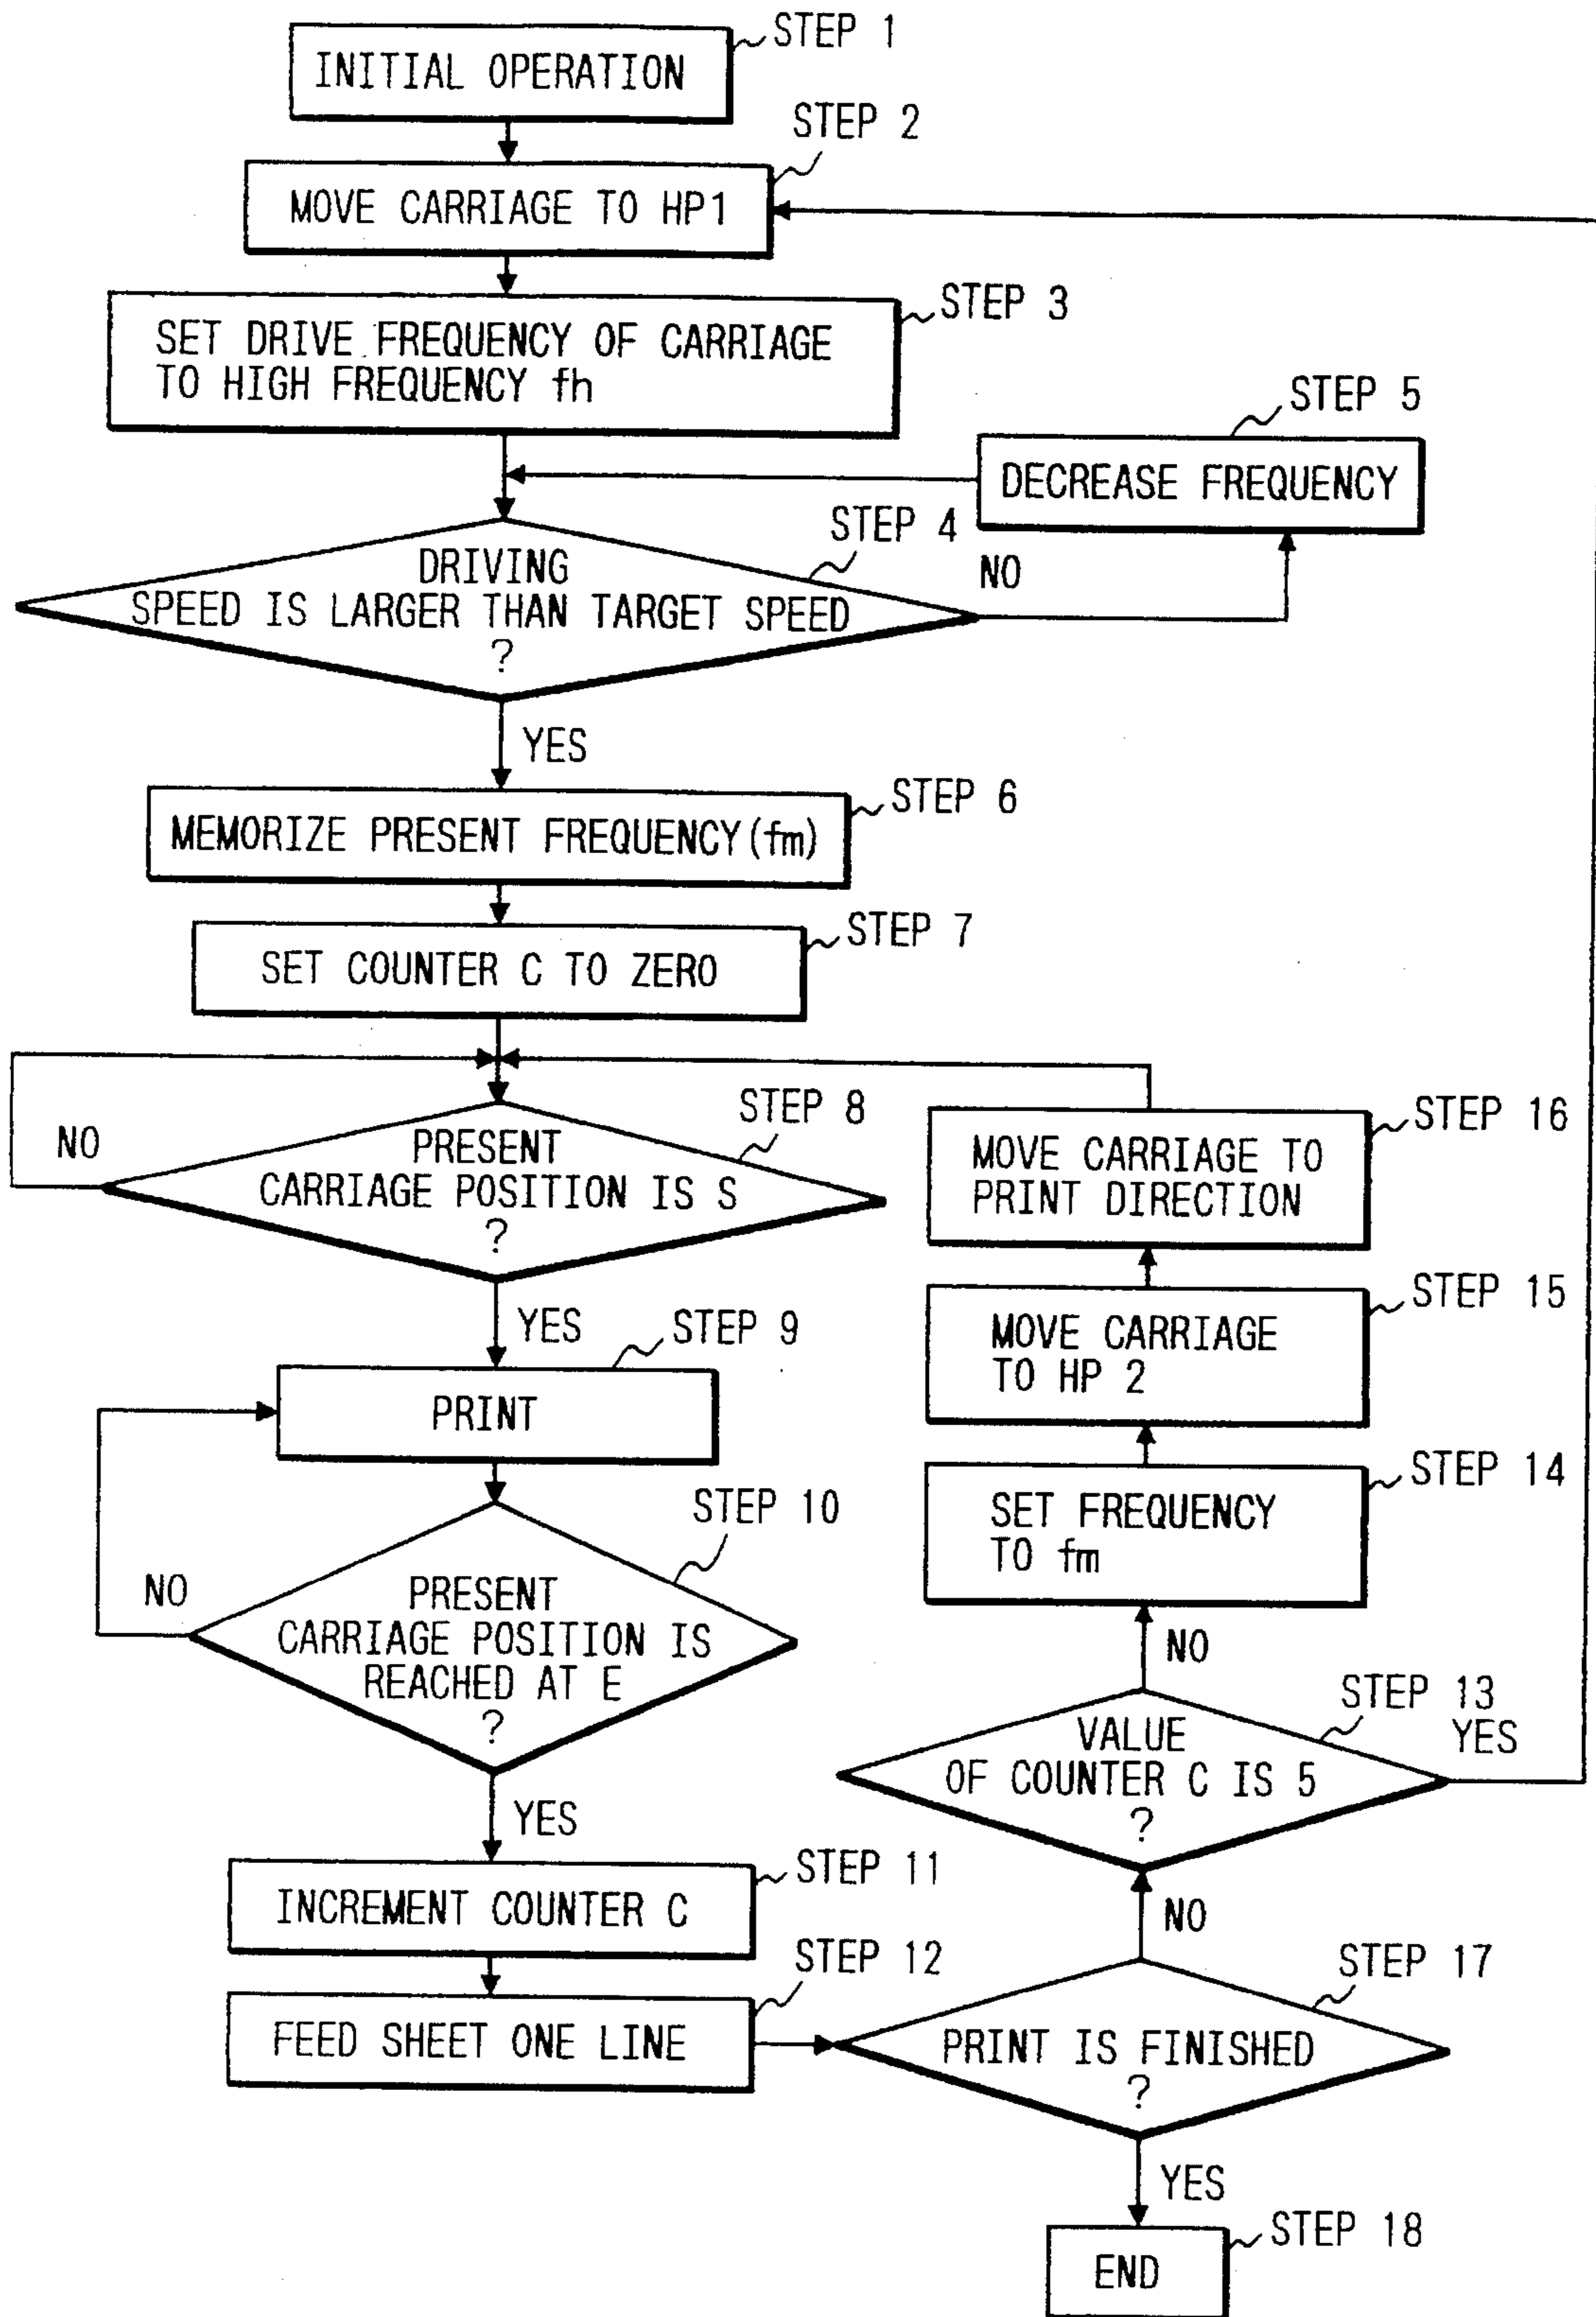 STEP 1
INITIAL OPERATION
STEP 2
MOVE CARRIAGE TO HP1
STEP 3
SET DRIVE FREQUENCY OF CARRIAGE
TO HIGH FREQUENCY fh
STEP 5
DECREASE FREQUENCY
STEP 4
DRIVING
SPEED IS LARGER THAN TARGET SPEED
?
NO
YES
STEP 6
MEMORIZE PRESENT FREQUENCY (fm)
STEP 7
SET COUNTER C TO ZERO
STEP 8
NO
PRESENT
CARRIAGE POSITION IS S
?
YES
STEP 9
PRINT
STEP 10
NO
PRESENT
CARRIAGE POSITION IS
REACHED AT E
?
YES
STEP 11
INCREMENT COUNTER C
STEP 12
FEED SHEET ONE LINE
STEP 16
MOVE CARRIAGE TO
PRINT DIRECTION
STEP 15
MOVE CARRIAGE
TO HP 2
STEP 14
SET FREQUENCY
TO fm
NO
STEP 13
YES
VALUE
OF COUNTER C IS 5
?
NO
STEP 17
PRINT IS FINISHED
?
YES
STEP 18
END